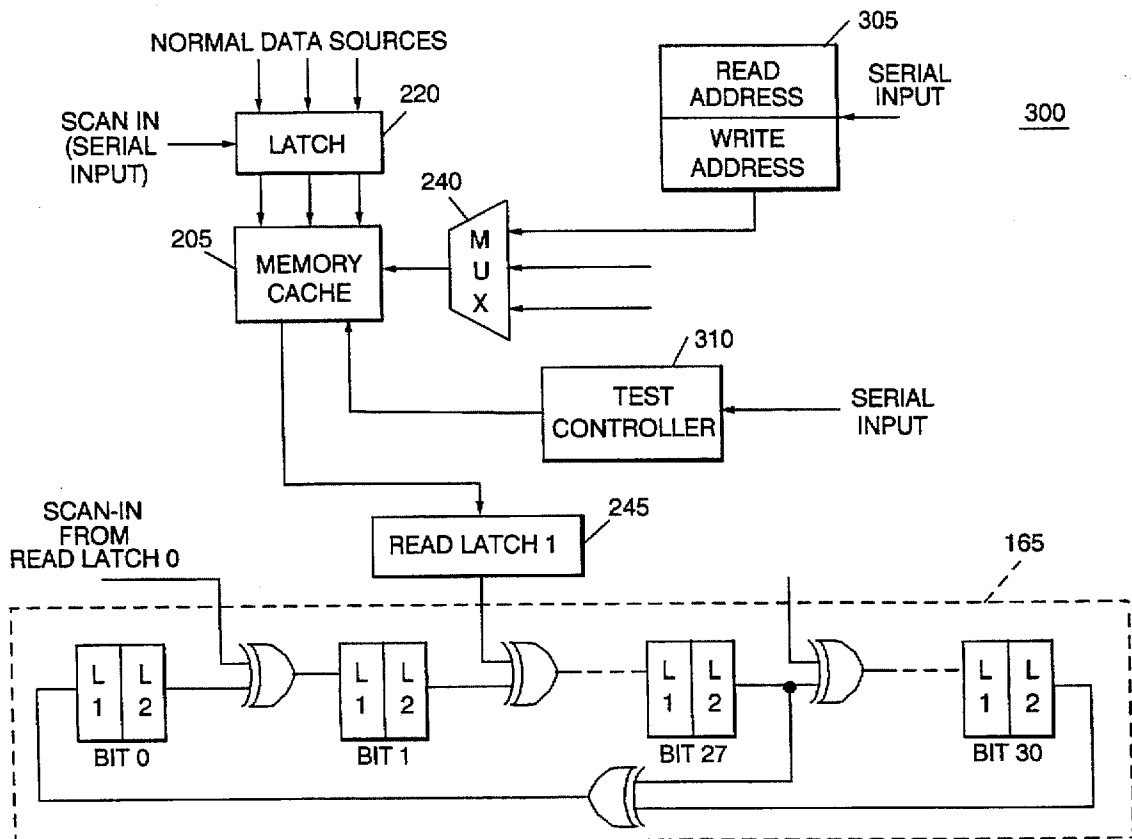 NORMAL DATA SOURCES
305
READ
ADDRESS
SERIAL
INPUT
WRITE
ADDRESS
300
SCAN IN
(SERIAL
INPUT)
220
LATCH
240
205
MEMORY
CACHE
M
U
X
310
TEST
CONTROLLER
SERIAL
INPUT
SCAN-IN
FROM
READ LATCH 0
245
READ LATCH 1
165
L L
1 2
BIT 0
L L
1 2
BIT 1
L L
1 2
BIT 27
L L
1 2
BIT 30